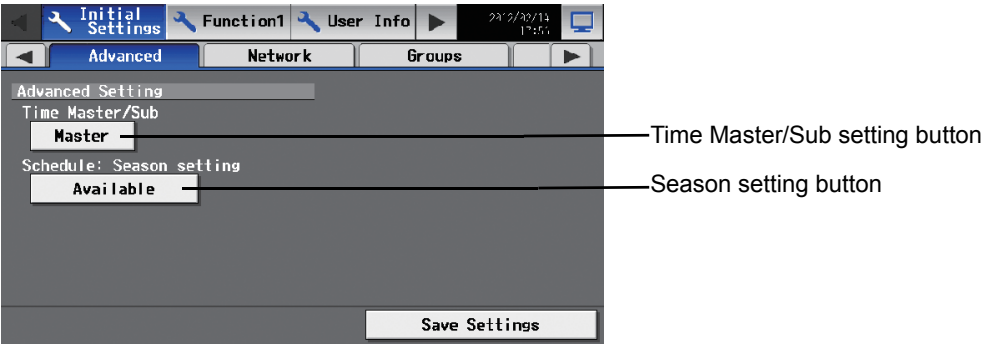 Initial
Settings
Function1
User Info
Advanced
Network
Groups
Advanced Setting
Time Master/Sub
Master
Time Master/Sub setting button
Schedule: Season setting
Available
Season setting button
Save Settings